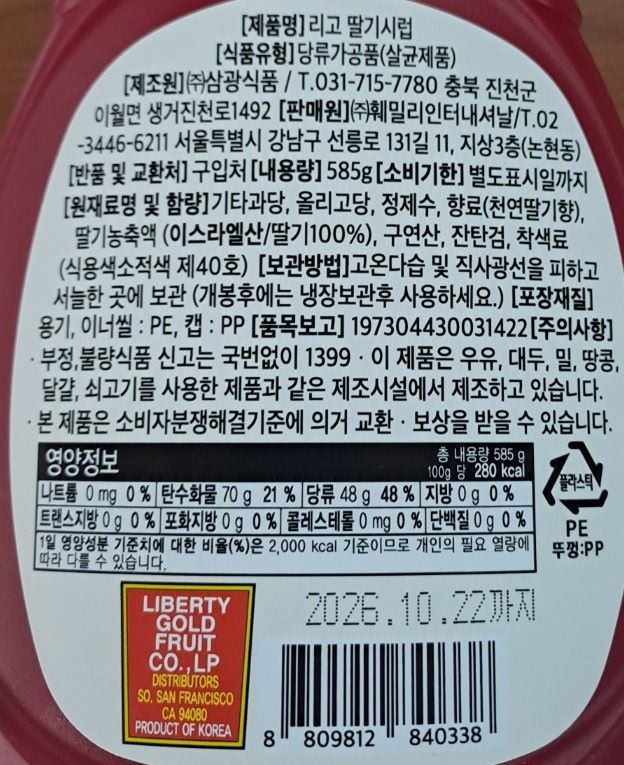 [제품명] 리고 딸기시럽
[식품유형] 당류가공품(살균제품)
[제조원]㈜삼광식품 / T.031-715-7780 충북 진천군
이월면 생거진천로1492 [판매원]㈜훼밀리인터내셔날/T.02
-3446-6211 서울특별시 강남구 선릉로 131길 11, 지상3층(논현동)
[반품 및 교환처] 구입처 [내용량] 585g [소비기한] 별도표시일까지
[원재료명 및 함량] 기타과당, 올리고당, 정제수, 향료(천연딸기향),
딸기농축액 (이스라엘산/딸기100%), 구연산, 잔탄검, 착색료
(식용색소적색 제40호) [보관방법]고온다습 및 직사광선을 피하고
서늘한 곳에 보관 (개봉후에는 냉장보관후 사용하세요.) [포장재질]
용기, 이너씰 : PE, 캡 : PP [품목보고] 197304430031422 [주의사항]
· 부정,불량식품 신고는 국번없이 1399 · 이 제품은 우유, 대두, 밀, 땅콩,
달걀, 쇠고기를 사용한 제품과 같은 제조시설에서 제조하고 있습니다.
· 본 제품은 소비자분쟁해결기준에 의거 교환 · 보상을 받을 수 있습니다.
영양정보
총 내용량 585 g
100g 당 280 kcal
나트륨 0 mg 0 % 탄수화물 70 g 21 % 당류 48 g 48 % 지방 0 g 0 %
트랜스지방 0 g 0 % 포화지방 0 g 0 % 콜레스테롤 0 mg 0 % 단백질 0 g 0 %
1일 영양성분 기준치에 대한 비율(%)은 2,000 kcal 기준이므로 개인의 필요 열량에
따라 다를 수 있습니다.
플라스틱
PE
뚜껑:PP
LIBERTY
GOLD
FRUIT
CO.,LP
DISTRIBUTORS
SO. SAN FRANCISCO
CA 94080
PRODUCT OF KOREA
2026.10.22까지
8 809812 840338